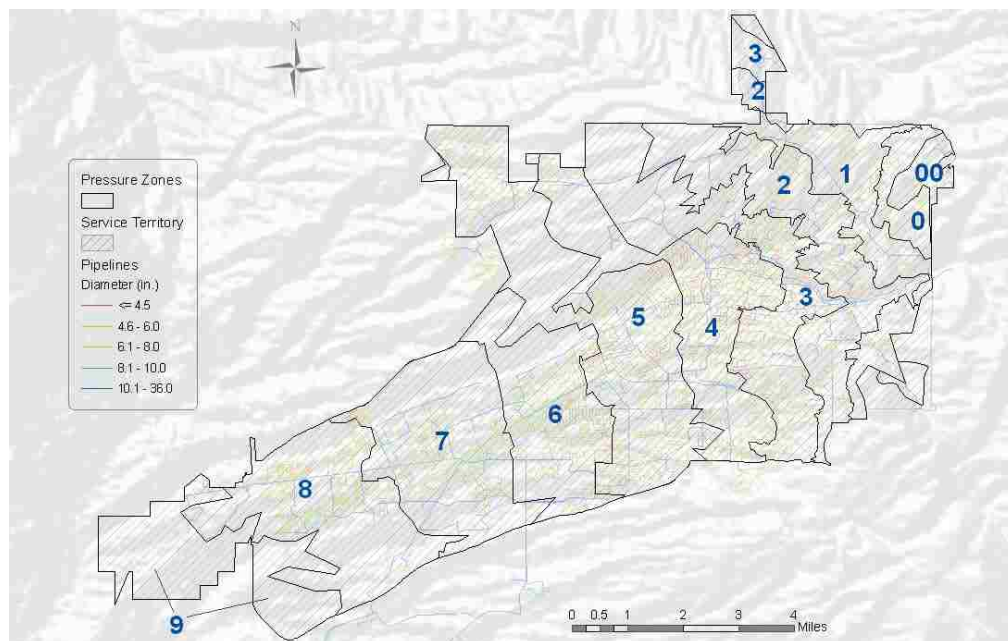 N
3
2
1
00
2
0
3
5
4
6
7
8
9
Pressure Zones
Service Territory
Pipelines
Diameter (in.)
<= 4.5
4.6 - 6.0
6.1 - 8.0
8.1 - 10.0
10.1 - 36.0
0 0.5 1 2 3 4
Miles